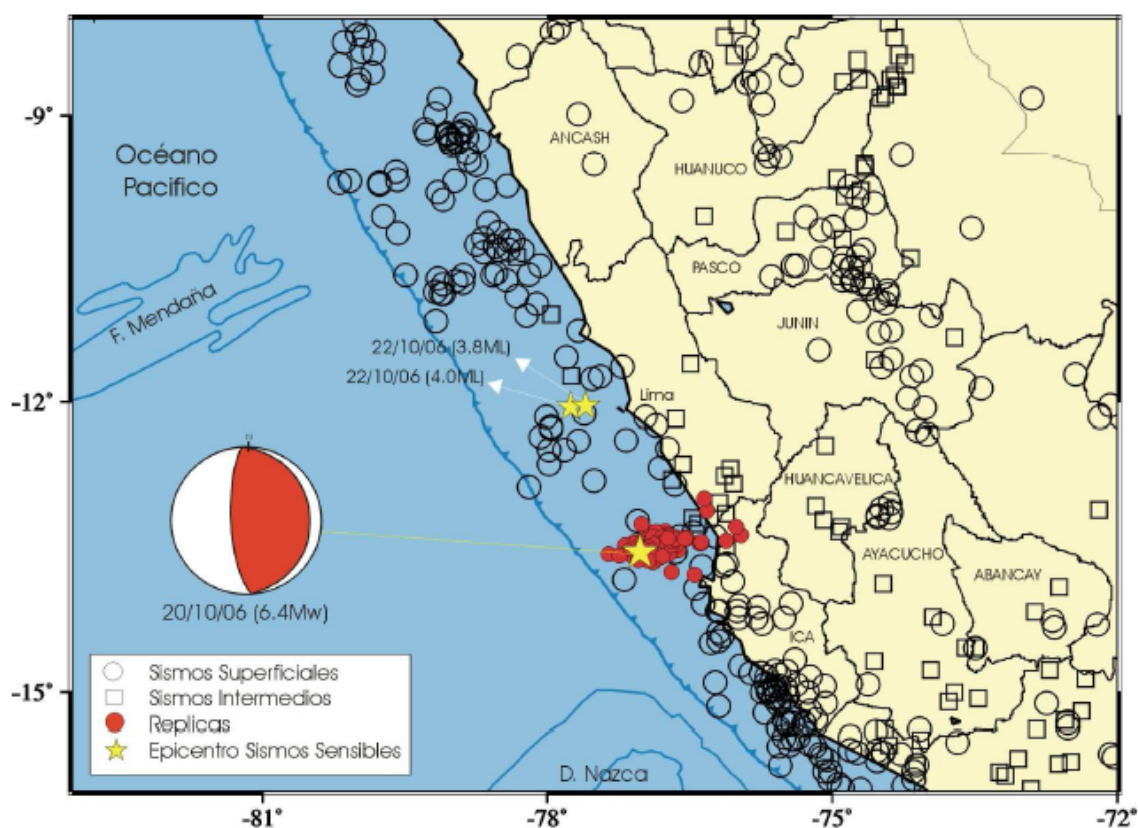 -9°
-12°
-15°
-81°
-78°
-75°
-72°
Océano
Pacifico
F. Mendaña
ANCASH
HUANUCO
PASCO
JUNIN
22/10/06 (3.8ML)
22/10/06 (4.0ML)
Lima
HUANCAVELICA
AYACUCHO
ABANCAY
ICA
N
20/10/06 (6.4Mw)
Sismos Superficiales
Sismos Intermedios
Replicas
Epicentro Sismos Sensibles
D. Nazca